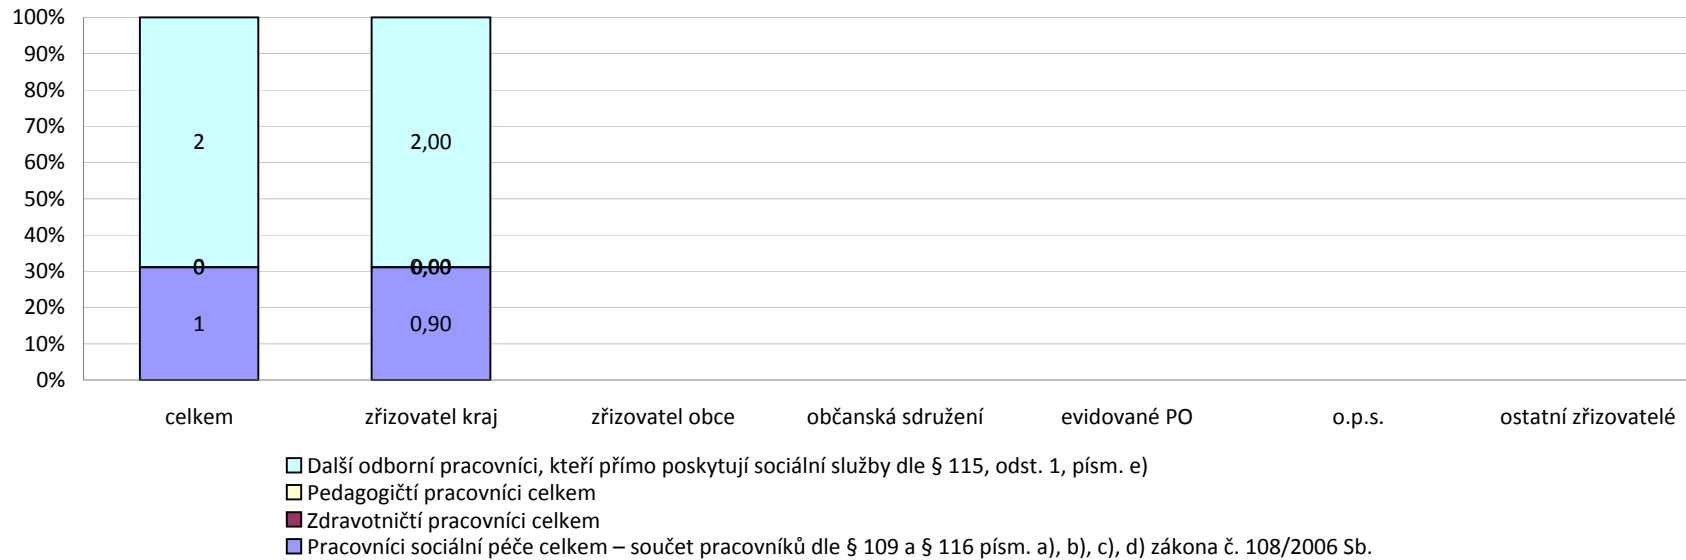 100%
90%
80%
70%
60%
50%
40%
30%
20%
10%
0%
2
2,00
0
0,00
1
0,90
celkem
zřizovatel kraj
zřizovatel obce
občanská sdružení
evidované PO
o.p.s.
ostatní zřizovatelé
Další odborní pracovníci, kteří přímo poskytují sociální služby dle § 115, odst. 1, písm. e)
Pedagogičtí pracovníci celkem
Zdravotničtí pracovníci celkem
Pracovníci sociální péče celkem – součet pracovníků dle § 109 a § 116 písm. a), b), c), d) zákona č. 108/2006 Sb.